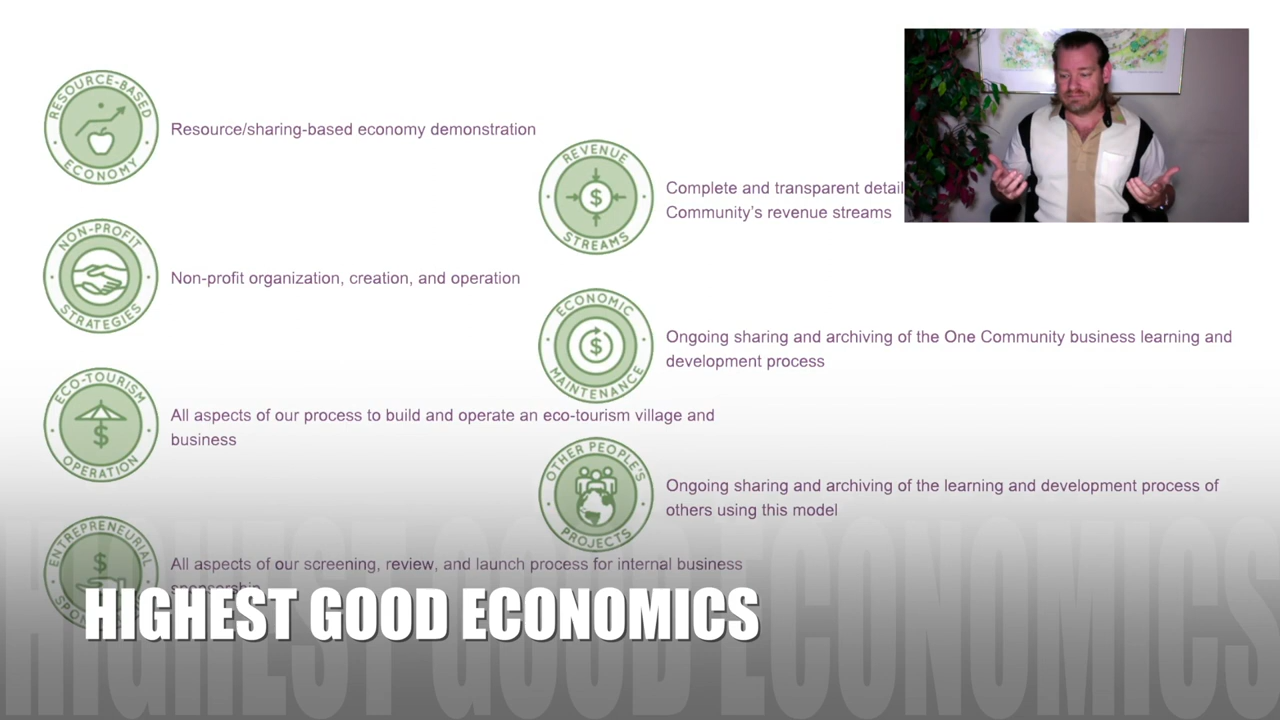 RESOURCE-BASED
ECONOMY
Resource/sharing-based economy demonstration
REVENUE
$
STREAMS
Complete and transparent detail
Community's revenue streams
NON-PROFIT
STRATEGIES
Non-profit organization, creation, and operation
ECONOMIC
$
MAINTENANCE
Ongoing sharing and archiving of the One Community business learning and
development process
ECO-TOURISM
$
OPERATION
All aspects of our process to build and operate an eco-tourism village and
business
OTHER PEOPLE'S
PROJECTS
Ongoing sharing and archiving of the learning and development process of
others using this model
ENTREPRENEURIAL
$
All aspects of our screening, review, and launch process for internal business
sponsorship
HIGHEST GOOD ECONOMICS
HIGHEST GOOD ECONOMICS